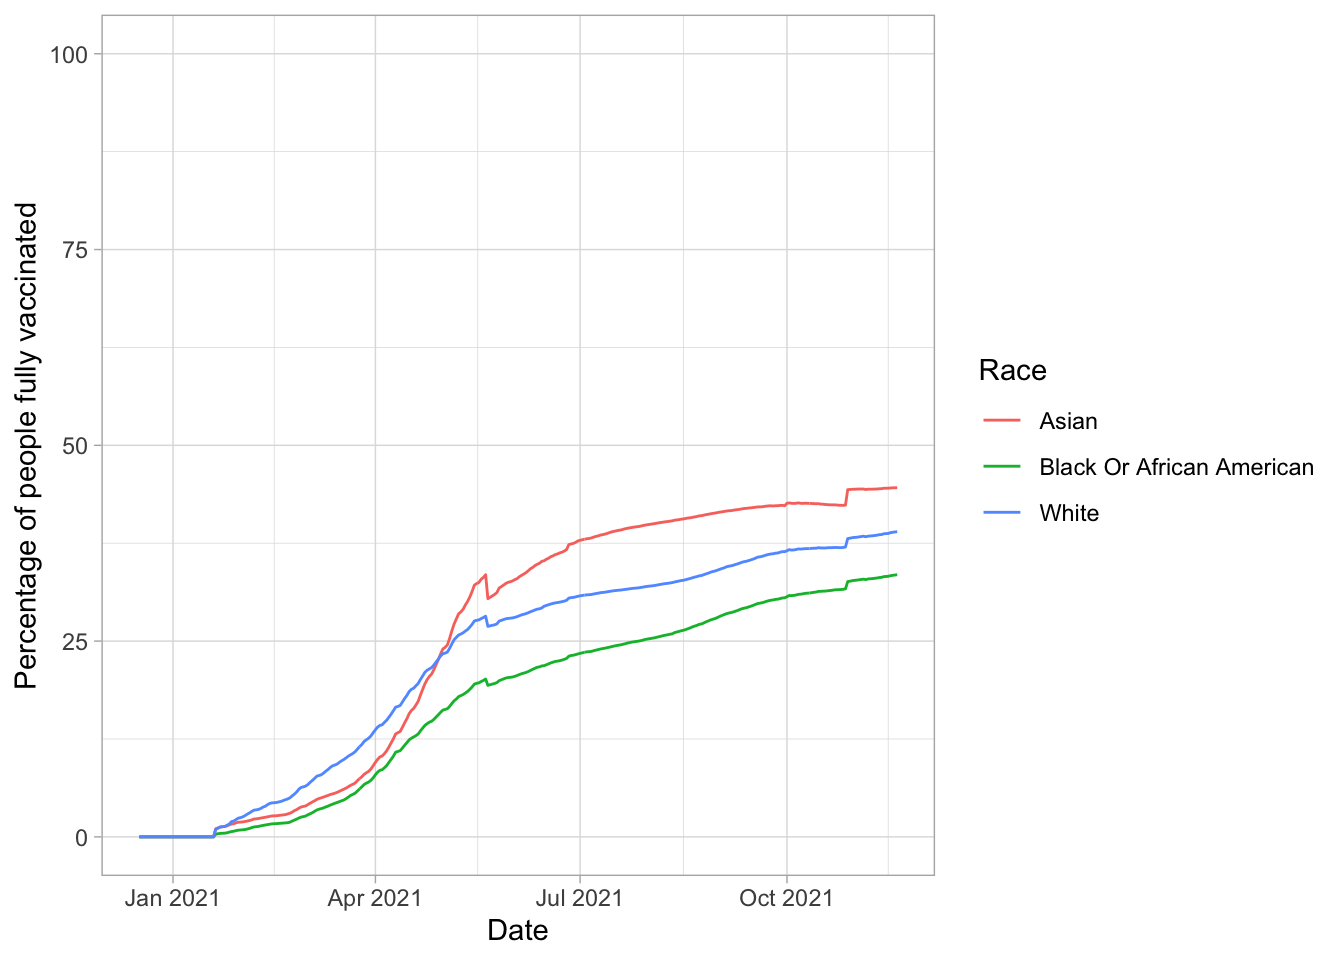 Percentage of people fully vaccinated
100
75
50
25
0
Jan 2021
Apr 2021
Jul 2021
Oct 2021
Date
Race
Asian
Black Or African American
White